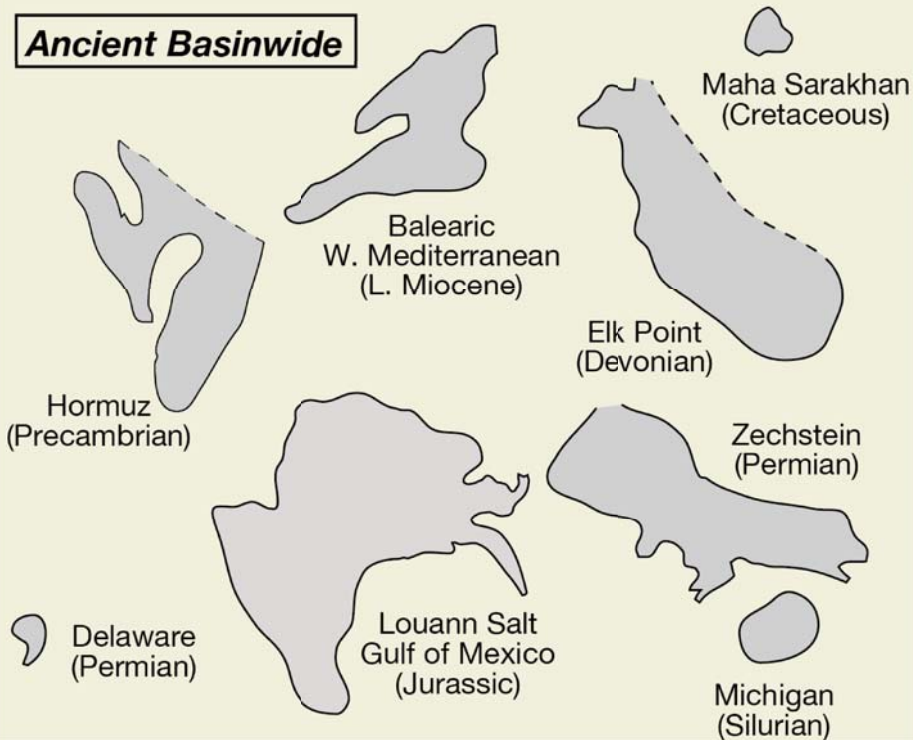 Ancient Basinwide
Maha Sarakhan
(Cretaceous)
Balearic
W. Mediterranean
(L. Miocene)
Elk Point
(Devonian)
Hormuz
(Precambrian)
Zechstein
(Permian)
Louann Salt
Gulf of Mexico
(Jurassic)
Delaware
(Permian)
Michigan
(Silurian)